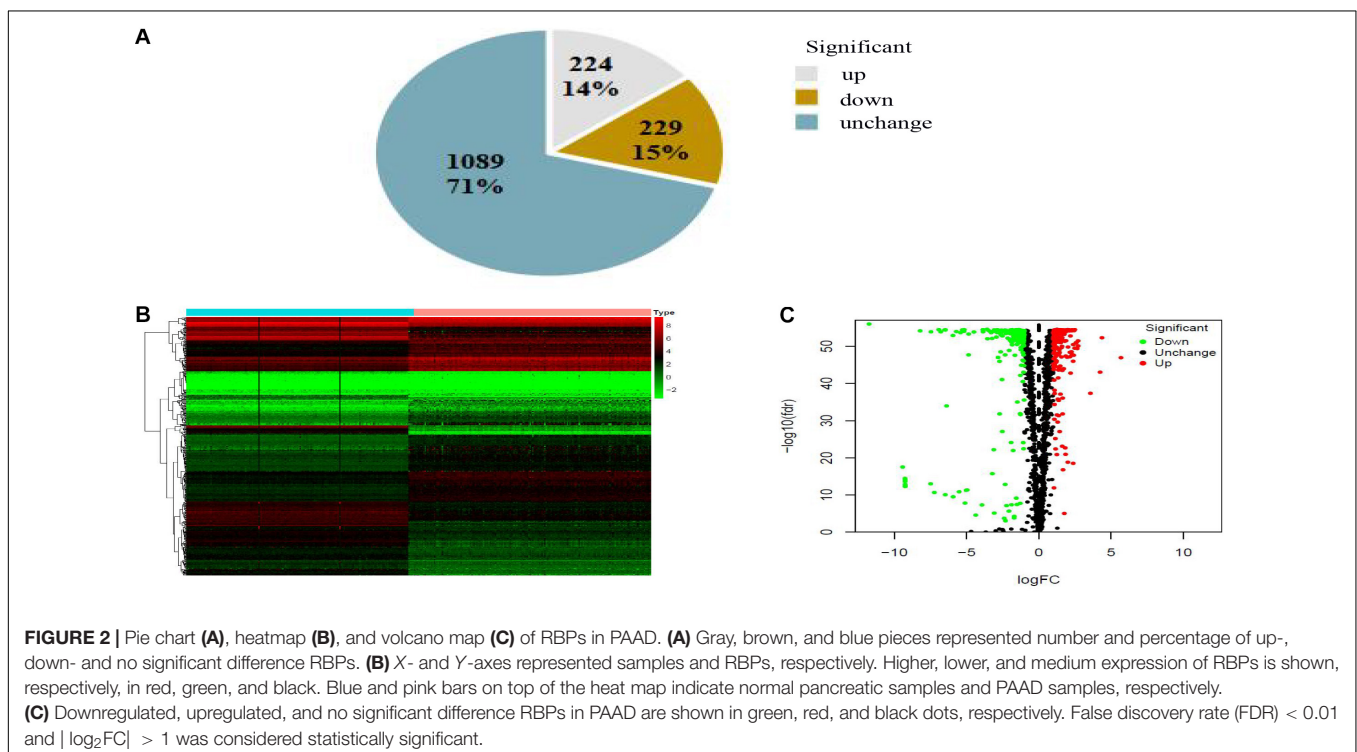 A
224
14%
229
15%
1089
71%
Significant
up
down
unchange
B
Type
8
6
4
2
0
−2
C
Significant
Down
Unchange
Up
−log10(fdr)
50
40
30
20
10
0
−10
−5
0
5
10
logFC
FIGURE 2 | Pie chart (A), heatmap (B), and volcano map (C) of RBPs in PAAD. (A) Gray, brown, and blue pieces represented number and percentage of up-,
down- and no significant difference RBPs. (B) X- and Y-axes represented samples and RBPs, respectively. Higher, lower, and medium expression of RBPs is shown,
respectively, in red, green, and black. Blue and pink bars on top of the heat map indicate normal pancreatic samples and PAAD samples, respectively.
(C) Downregulated, upregulated, and no significant difference RBPs in PAAD are shown in green, red, and black dots, respectively. False discovery rate (FDR) < 0.01
and | log₂FC| > 1 was considered statistically significant.